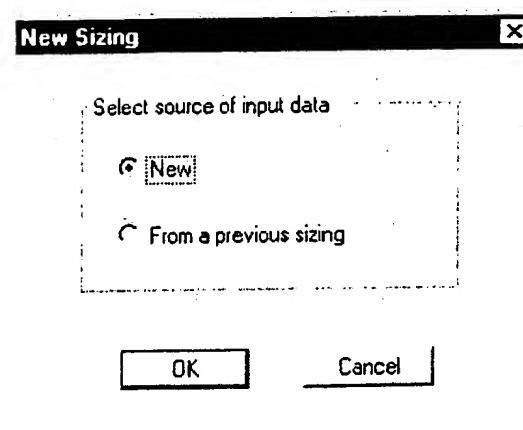 New Sizing
Select source of input data
New
From a previous sizing
OK
Cancel